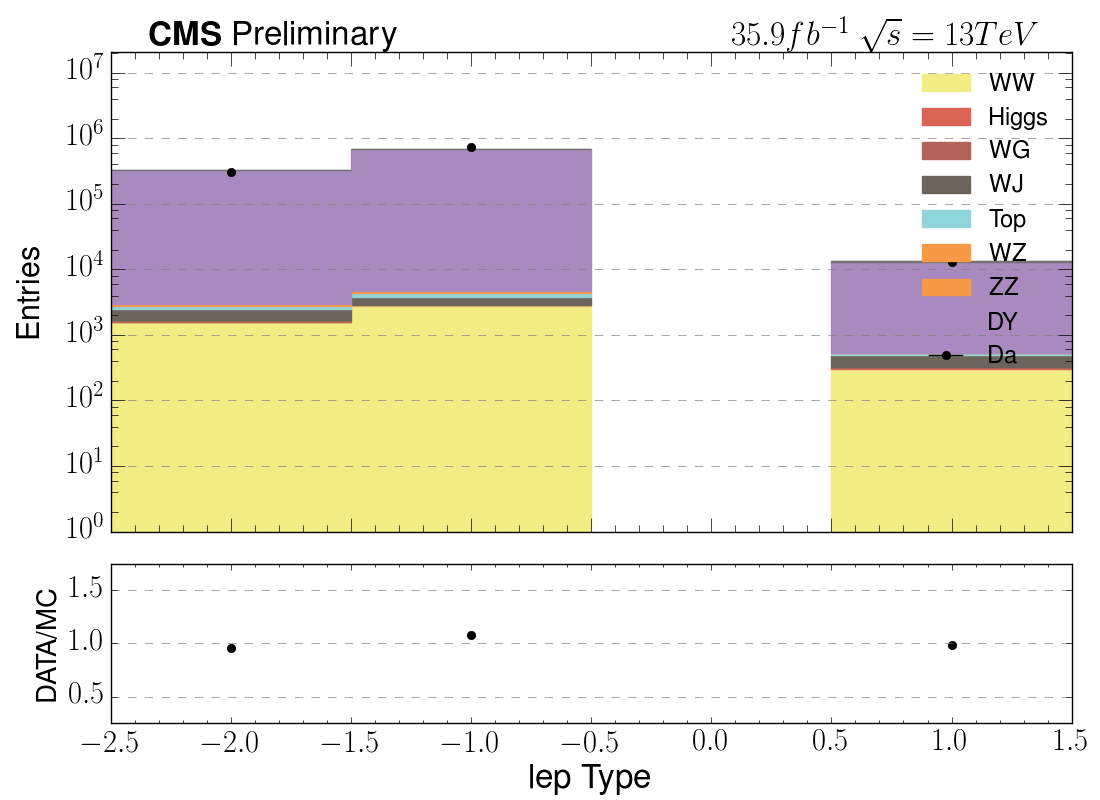 CMS Preliminary
35.9fb⁻¹ √s = 13TeV
Entries
10⁷
10⁶
10⁵
10⁴
10³
10²
10¹
10⁰
WW
Higgs
WG
WJ
Top
WZ
ZZ
DY
Da
DATA/MC
1.5
1.0
0.5
−2.5 −2.0 −1.5 −1.0 −0.5 0.0 0.5 1.0 1.5
lep Type